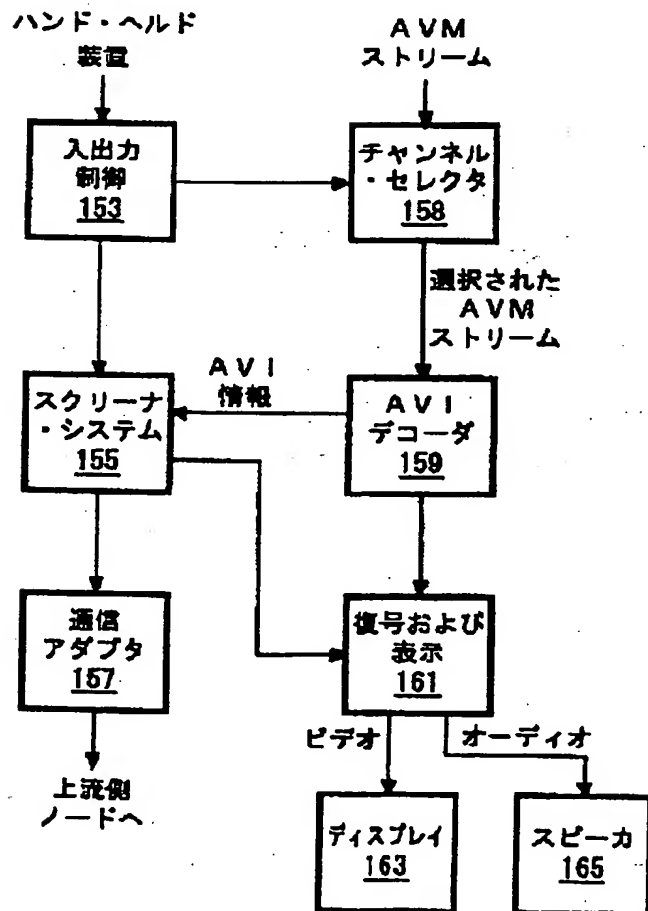 ハンド・ヘルド
装置
AVM
ストリーム
入出力
制御
153
チャンネル
・セレクタ
158
選択された
AVM
ストリーム
AVI
情報
スクリーナ
・システム
155
AVI
デコーダ
159
通信
アダプタ
157
復号および
表示
161
ビデオ
オーディオ
上流側
ノードへ
ディスプレイ
163
スピーカ
165